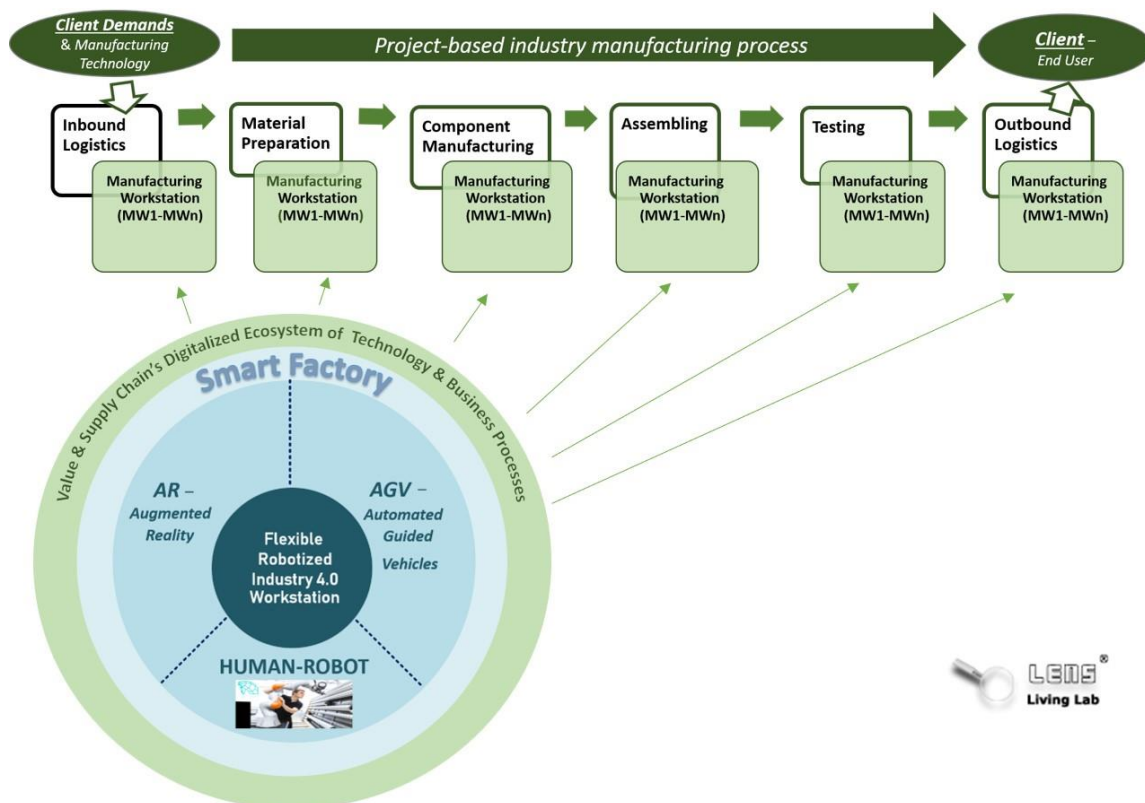 Client Demands
& Manufacturing
Technology
Project-based industry manufacturing process
Client –
End User
Inbound
Logistics
Material
Preparation
Component
Manufacturing
Assembling
Testing
Outbound
Logistics
Manufacturing
Workstation
(MW1-MWn)
Manufacturing
Workstation
(MW1-MWn)
Manufacturing
Workstation
(MW1-MWn)
Manufacturing
Workstation
(MW1-MWn)
Manufacturing
Workstation
(MW1-MWn)
Manufacturing
Workstation
(MW1-MWn)
Value & Supply Chain's Digitalized Ecosystem of Technology & Business Processes
Smart Factory
AR –
Augmented
Reality
AGV –
Automated
Guided
Vehicles
Flexible
Robotized
Industry 4.0
Workstation
HUMAN-ROBOT
LENS®
Living Lab